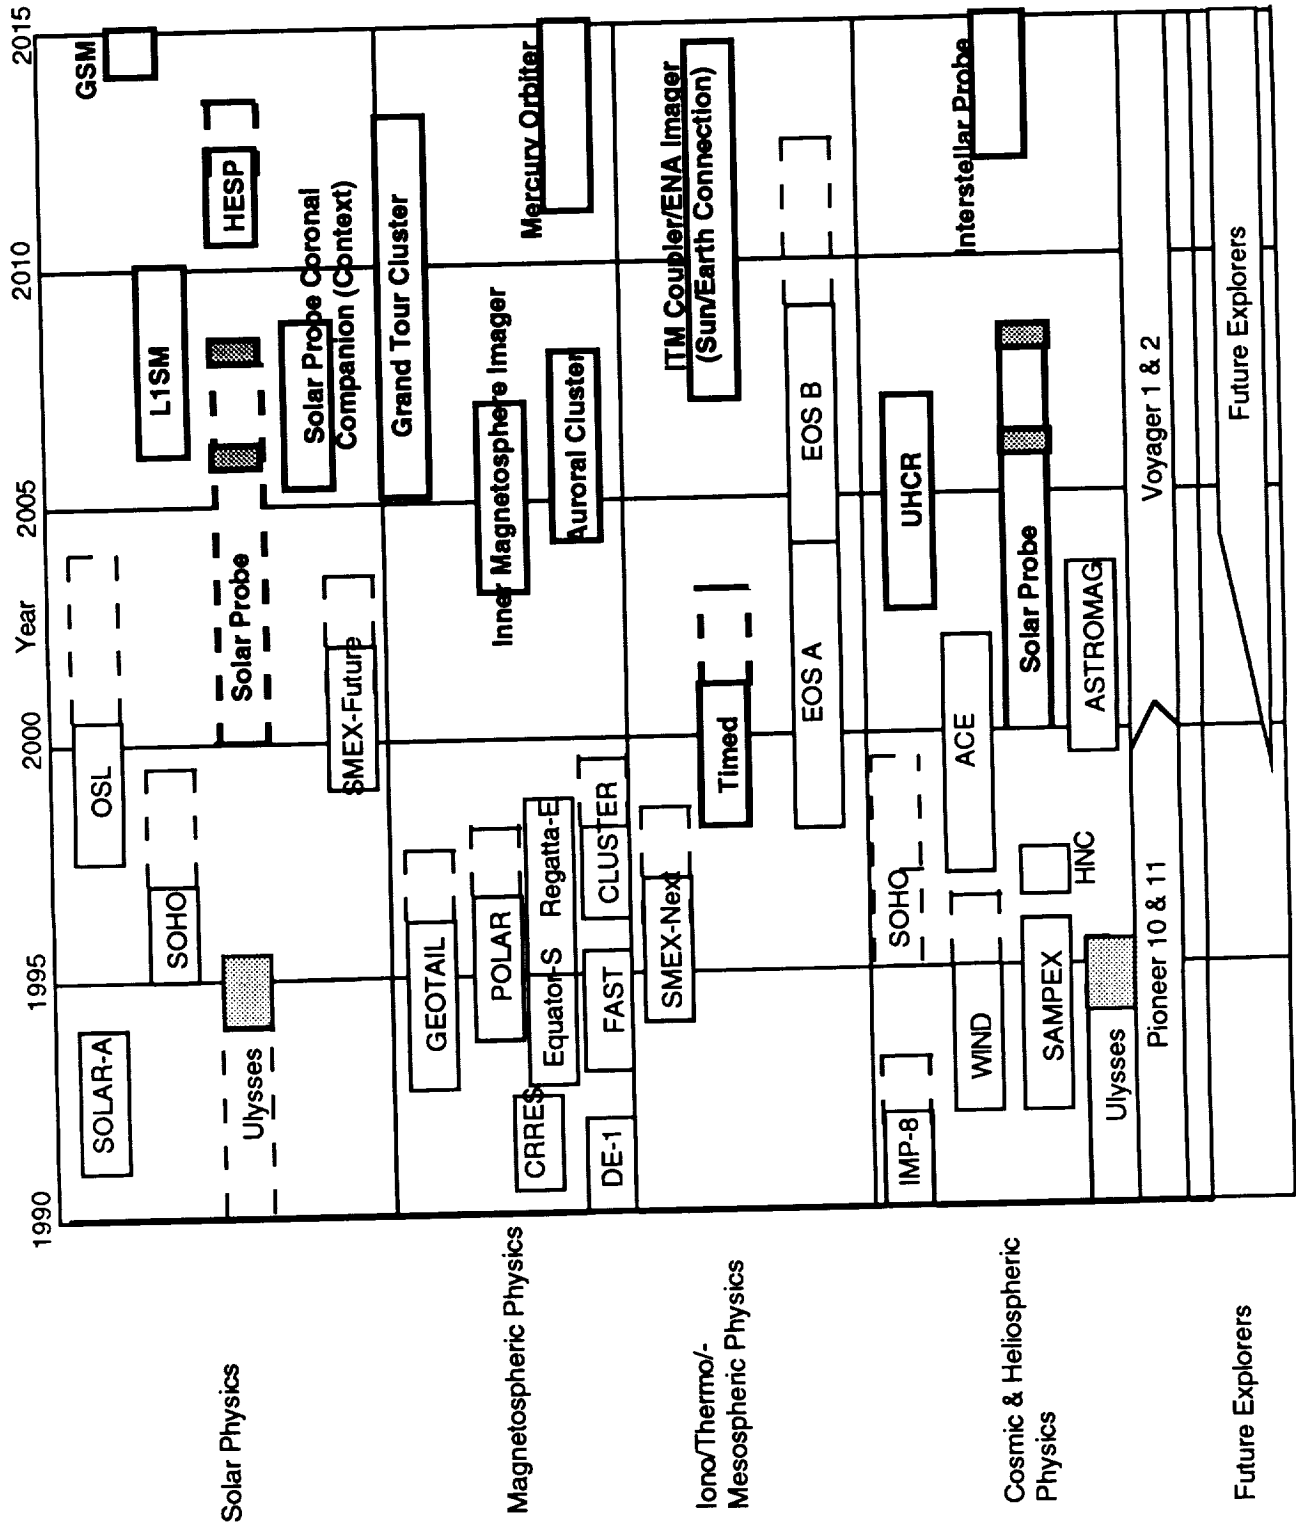 Year
1990
1995
2000
2005
2010
2015
Solar Physics
SOLAR-A
OSL
GSM
SOHO
L1SM
Ulysses
Solar Probe
HESP
Solar Probe Coronal
Companion (Context)
SMEX-Future
Magnetospheric Physics
Grand Tour Cluster
GEOTAIL
POLAR
Inner Magnetosphere Imager
CRRES
Equator-S
Regatta-E
Auroral Cluster
Mercury Orbiter
DE-1
FAST
CLUSTER
Iono/Thermo/-
Mesospheric Physics
SMEX-Next
Timed
ITM Coupler/ENA Imager
(Sun/Earth Connection)
EOS A
EOS B
Cosmic & Heliospheric
Physics
IMP-8
SOHO
UHCR
WIND
ACE
Interstellar Probe
SAMPEX
HNC
Solar Probe
Ulysses
ASTROMAG
Pioneer 10 & 11
Voyager 1 & 2
Future Explorers
Future Explorers